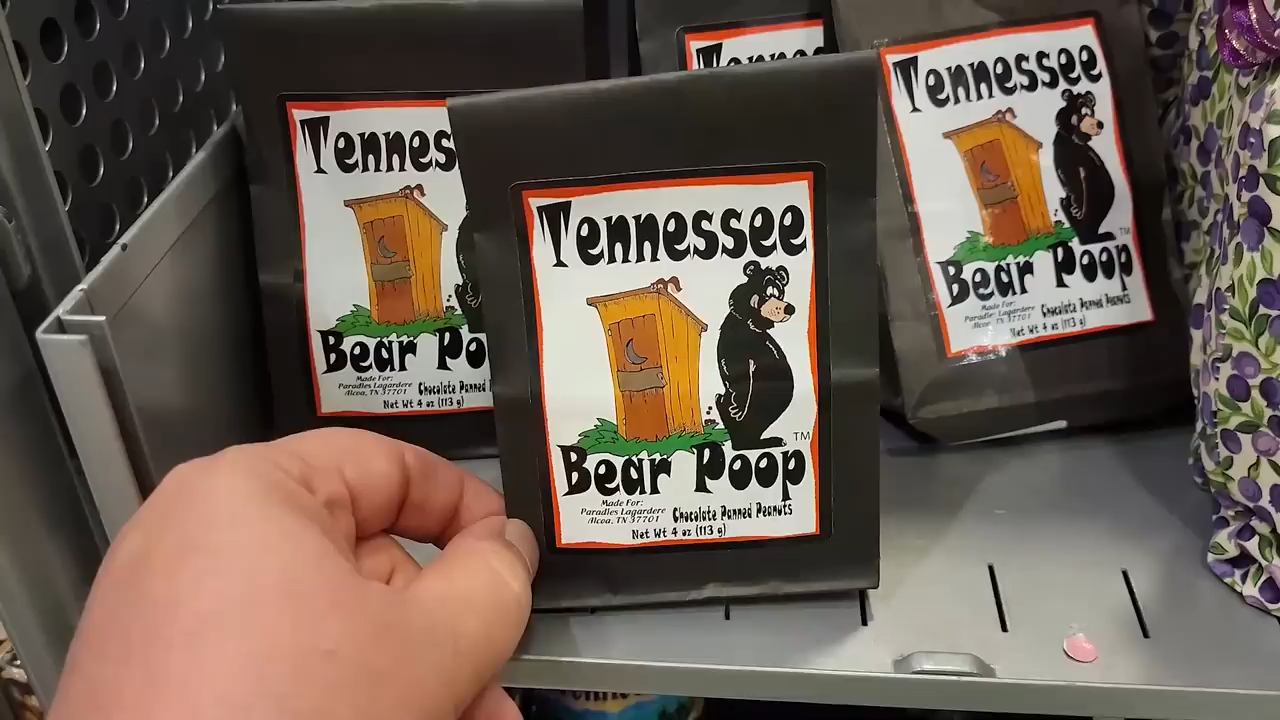 Tennessee
Bear Poop
TM
Made For:
Paradies Lagardere
Alcoa, TN 37701
Chocolate Panned Peanuts
Net Wt 4 oz (113 g)
Tennes
Bear Po
Made For:
Paradies Lagardere
Alcoa, TN 37701
Chocolate Panned
Net Wt 4 oz (113 g)
Tennessee
Tennessee
TM
Bear Poop
Made For:
Paradies Lagardere
Alcoa, TN 37701
Chocolate Panned Peanuts
Net Wt 4 oz (113 g)